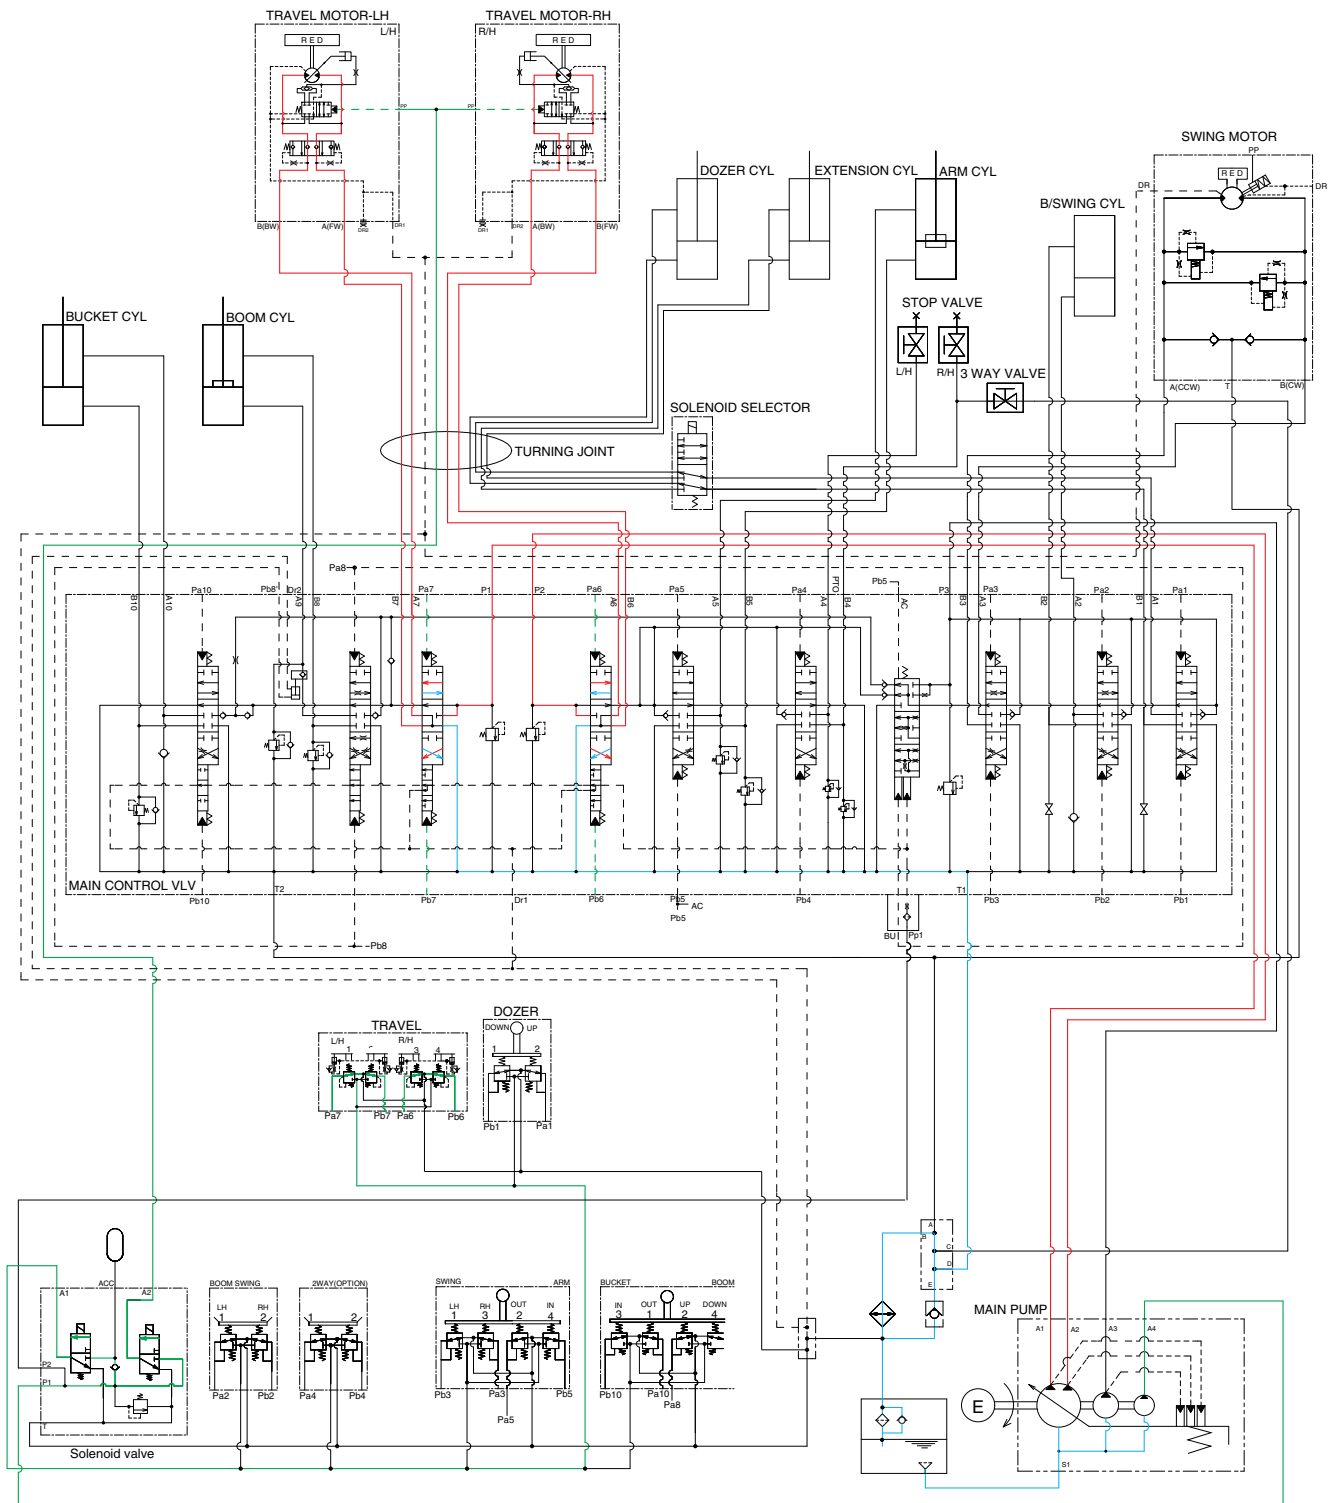 TRAVEL MOTOR-LH
TRAVEL MOTOR-RH
L/H
R/H
RED
RED
PP
PP
B(BW)
A(FW)
DR2
DR1
DR1
DR2
A(BW)
B(FW)
SWING MOTOR
PP
RED
DR
DR
A(CCW)
T
B(CW)
DOZER CYL
EXTENSION CYL
ARM CYL
B/SWING CYL
BUCKET CYL
BOOM CYL
STOP VALVE
L/H
R/H
3 WAY VALVE
SOLENOID SELECTOR
TURNING JOINT
Pa8
Pb5
B10
A10
Pa10
Pb8
Dr2
A9
B8
B7
A7
Pa7
P1
P2
Pa6
A6
B6
Pa5
A5
B5
Pa4
A4
PTO
B4
AC
P3
B3
A3
Pa3
B2
A2
Pa2
B1
A1
Pa1
MAIN CONTROL VLV
Pb10
T2
Pb7
Dr1
Pb6
Pb5
AC
Pb5
Pb4
T1
Pb3
Pb2
Pb1
BU
Pp1
Pb8
TRAVEL
L/H
R/H
1
3
4
Pa7
Pb7
Pa6
Pb6
DOZER
DOWN
UP
1
2
Pb1
Pa1
A
B
C
D
E
MAIN PUMP
A1
A2
A3
A4
E
S1
ACC
A1
A2
P2
P1
T
Solenoid valve
BOOM SWING
LH
RH
1
2
Pa2
Pb2
2WAY(OPTION)
1
2
Pa4
Pb4
SWING
ARM
LH
RH
OUT
IN
1
3
2
4
Pb3
Pa3
Pb5
Pa5
BUCKET
BOOM
IN
OUT
UP
DOWN
3
1
2
4
Pb10
Pa10
Pa8